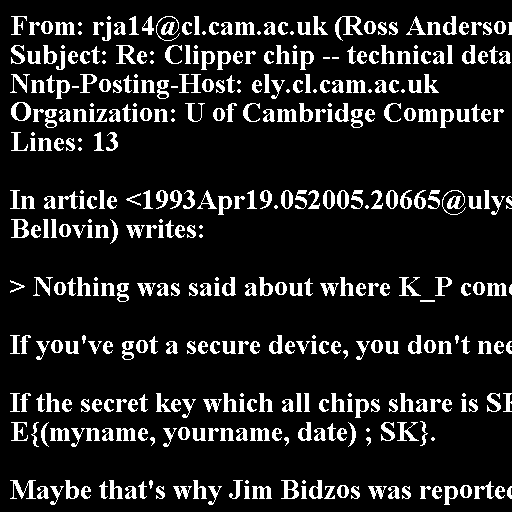 From: rja14@cl.cam.ac.uk (Ross Anderson
Subject: Re: Clipper chip -- technical deta
Nntp-Posting-Host: ely.cl.cam.ac.uk
Organization: U of Cambridge Computer
Lines: 13
In article <1993Apr19.052005.20665@ulys
Bellovin) writes:
> Nothing was said about where K_P come
If you've got a secure device, you don't nee
If the secret key which all chips share is SK
E{(myname, yourname, date) ; SK}.
Maybe that's why Jim Bidzos was reported